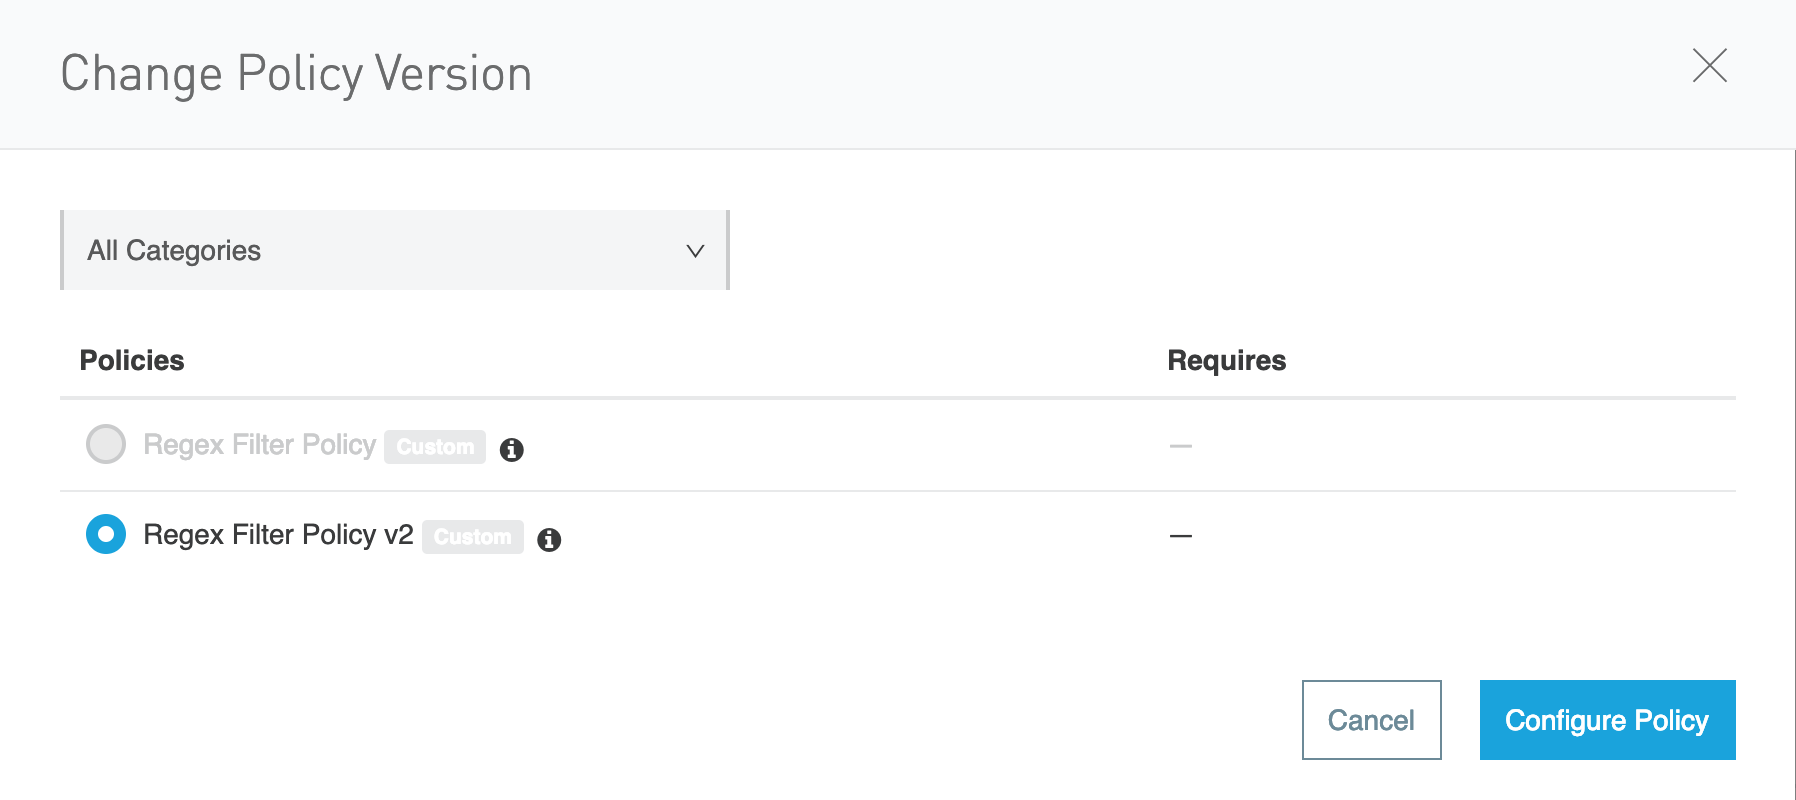 Change Policy Version
All Categories
Policies Requires
Regex Filter Policy Custom —
Regex Filter Policy v2 Custom —
Cancel Configure Policy